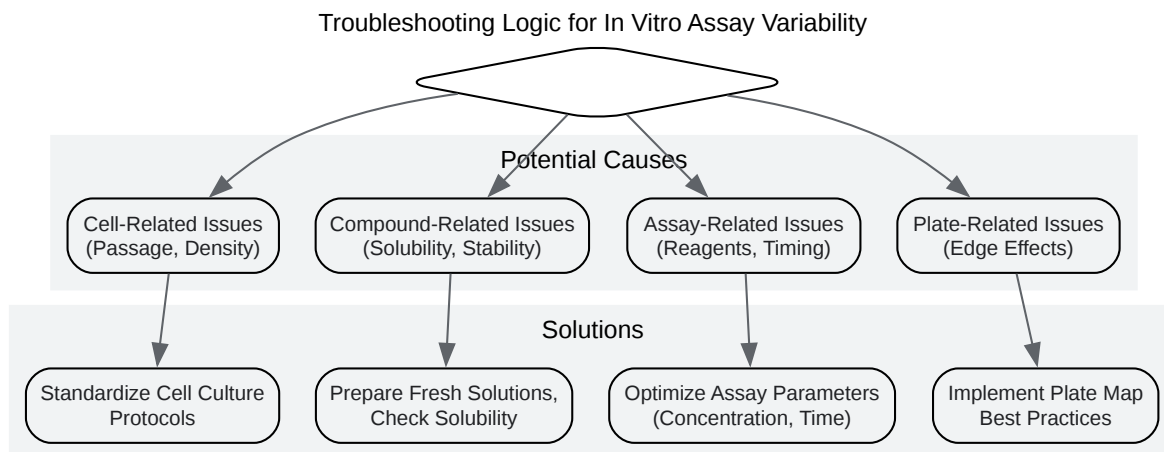 Troubleshooting Logic for In Vitro Assay Variability
Potential Causes
Cell-Related Issues
(Passage, Density)
Compound-Related Issues
(Solubility, Stability)
Assay-Related Issues
(Reagents, Timing)
Plate-Related Issues
(Edge Effects)
Solutions
Standardize Cell Culture
Protocols
Prepare Fresh Solutions,
Check Solubility
Optimize Assay Parameters
(Concentration, Time)
Implement Plate Map
Best Practices